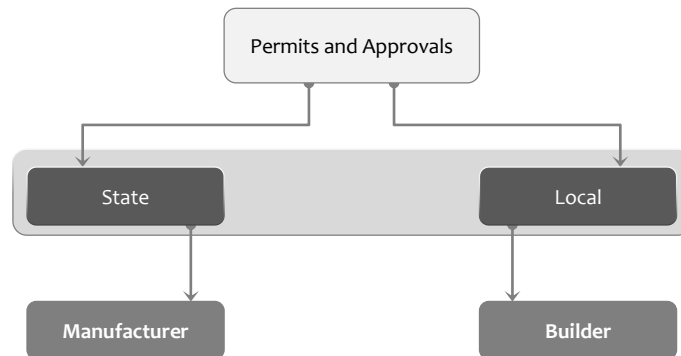 Permits and Approvals
State
Local
Manufacturer
Builder